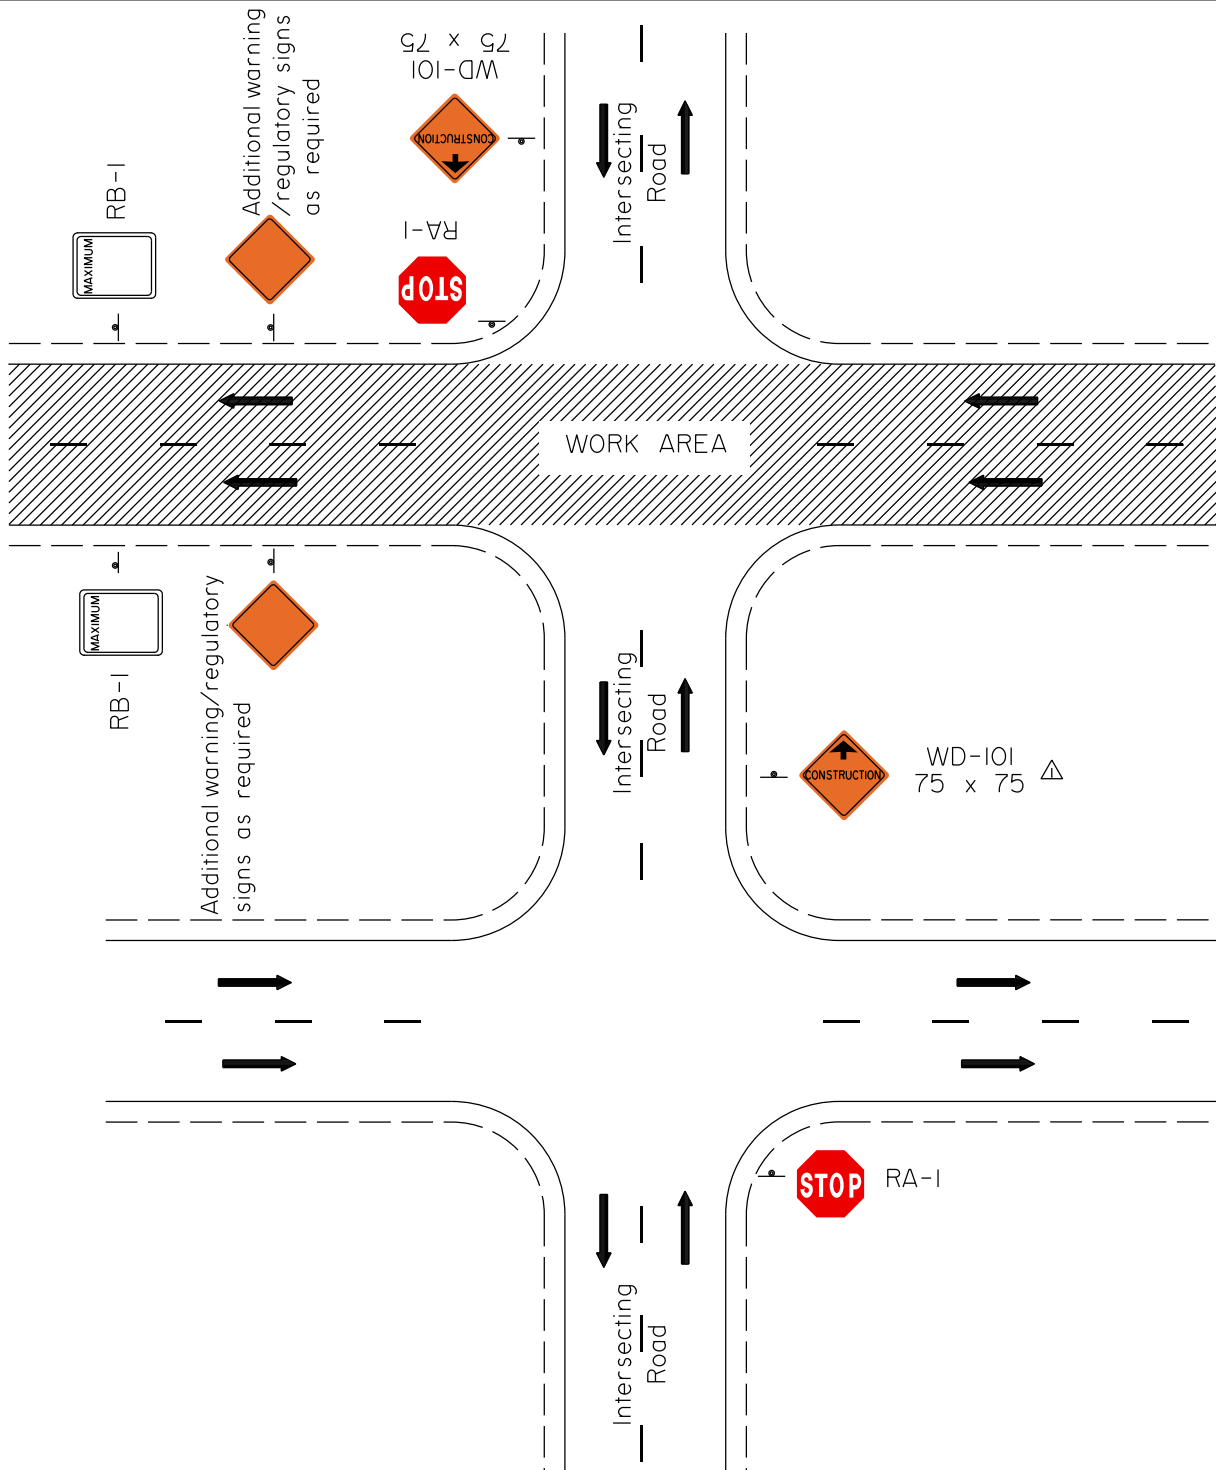 Additional warning
/regulatory signs
as required
WD-101
75 x 75
CONSTRUCTION
Intersecting
Road
RB-1
MAXIMUM
RA-1
STOP
WORK AREA
MAXIMUM
RB-1
Additional warning/regulatory
signs as required
Intersecting
Road
CONSTRUCTION
WD-101
75 x 75 1
STOP
RA-1
Intersecting
Road